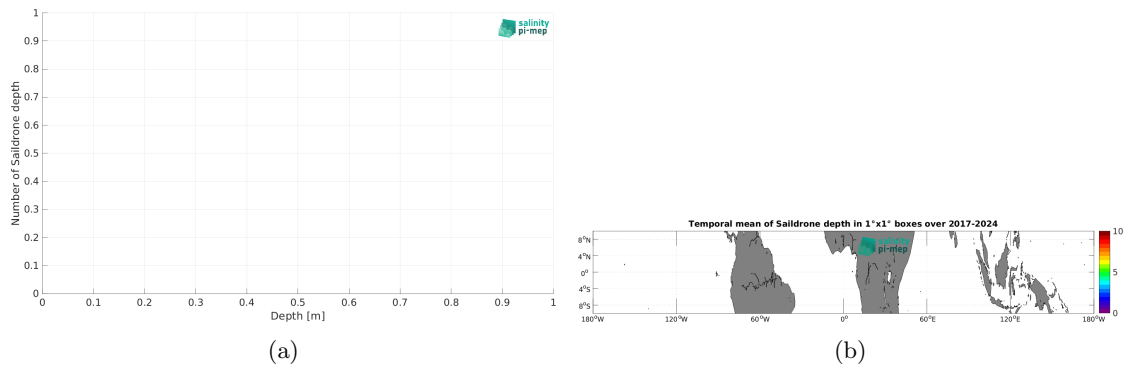 1
0.9
0.8
0.7
0.6
0.5
0.4
0.3
0.2
0.1
0
Number of Saildrone depth
salinity
pi-mep
0 0.1 0.2 0.3 0.4 0.5 0.6 0.7 0.8 0.9 1
Depth [m]
(a)
Temporal mean of Saildrone depth in 1°x1° boxes over 2017-2024
8°N
4°N
0°
4°S
8°S
salinity
pi-mep
10
5
0
180°W 120°W 60°W 0° 60°E 120°E 180°W
(b)